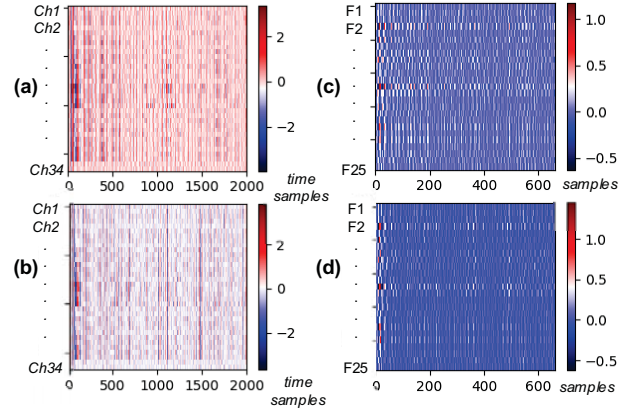 (a)
Ch1
Ch2
.
.
.
.
.
Ch34
0 500 1000 1500 2000
time
samples
2
0
−2
(c)
F1
F2
.
.
.
.
.
F25
0 200 400 600
samples
1.0
0.5
0.0
−0.5
(b)
Ch1
Ch2
.
.
.
.
.
Ch34
0 500 1000 1500 2000
time
samples
2
0
−2
(d)
F1
F2
.
.
.
.
.
F25
0 200 400 600
samples
1.0
0.5
0.0
−0.5